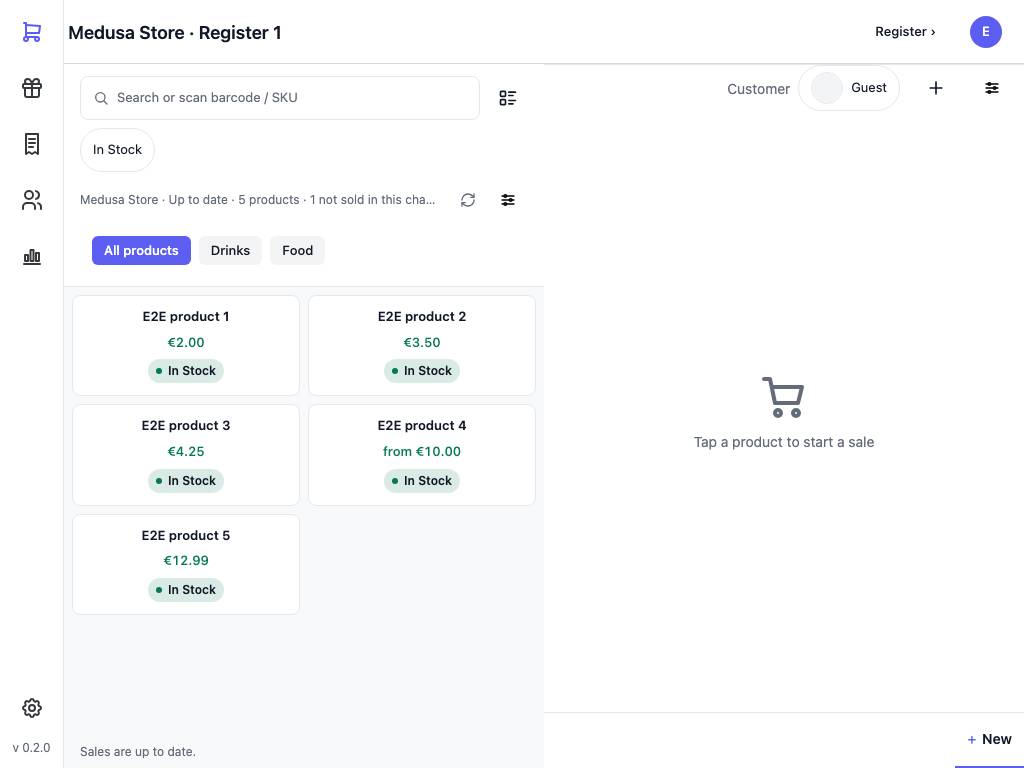 Medusa Store · Register 1
Register ›
E
Search or scan barcode / SKU
Customer
Guest
In Stock
Medusa Store · Up to date · 5 products · 1 not sold in this cha...
All products
Drinks
Food
E2E product 1
€2.00
In Stock
E2E product 2
€3.50
In Stock
E2E product 3
€4.25
In Stock
E2E product 4
from €10.00
In Stock
E2E product 5
€12.99
In Stock
Tap a product to start a sale
v 0.2.0
Sales are up to date.
+ New